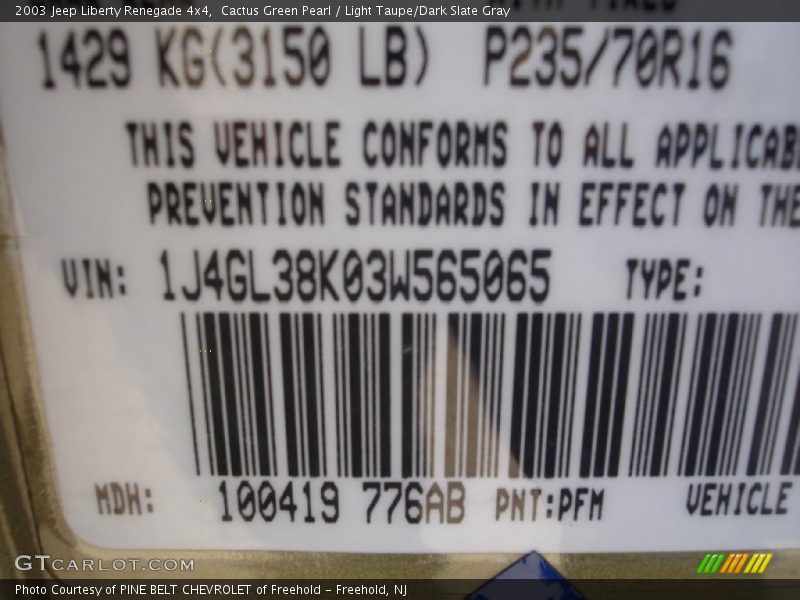 2003 Jeep Liberty Renegade 4x4,  Cactus Green Pearl / Light Taupe/Dark Slate Gray
1429 KG(3150 LB) P235/70R16
THIS VEHICLE CONFORMS TO ALL APPLICAB
PREVENTION STANDARDS IN EFFECT ON THE
VIN: 1J4GL38K03W565065 TYPE:
MDH: 100419 776AB PNT:PFM VEHICLE
GTCARLOT.COM
Photo Courtesy of PINE BELT CHEVROLET of Freehold - Freehold, NJ